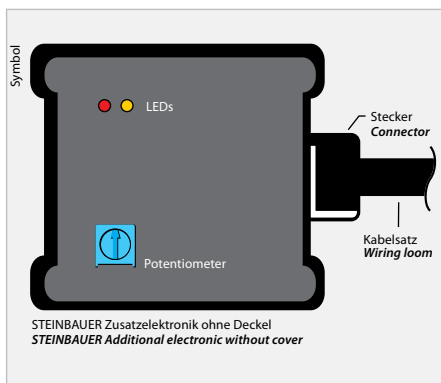 Symbol
LEDs
Stecker
Connector
Potentiometer
Kabelsatz
Wiring loom
STEINBAUER Zusatzelektronik ohne Deckel
STEINBAUER Additional electronic without cover